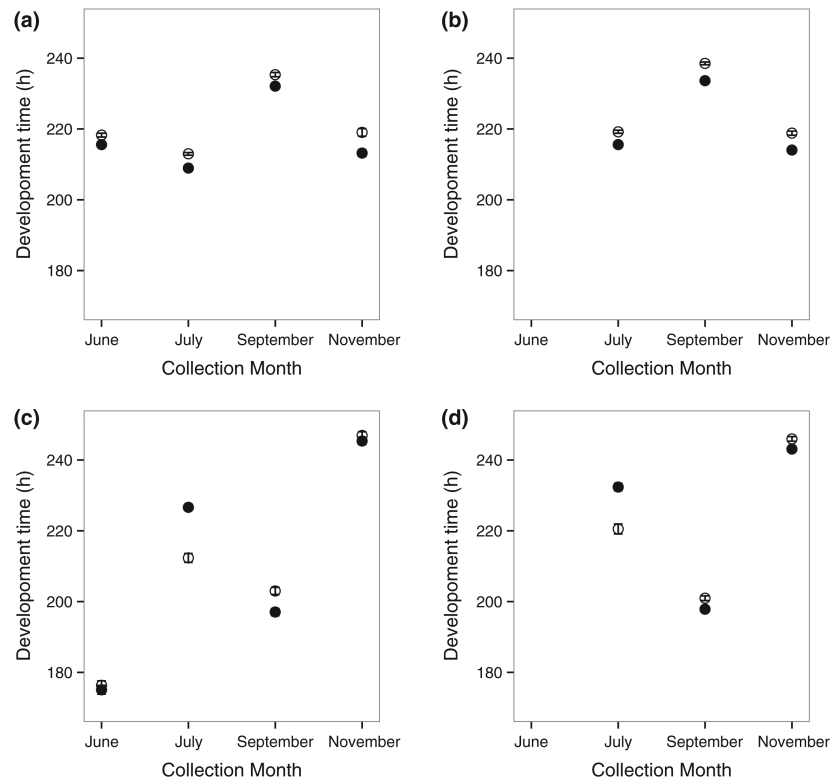 (a)
Developoment time (h)
240
220
200
180
June July September November
Collection Month
(b)
Developoment time (h)
240
220
200
180
June July September November
Collection Month
(c)
Developoment time (h)
240
220
200
180
June July September November
Collection Month
(d)
Developoment time (h)
240
220
200
180
June July September November
Collection Month